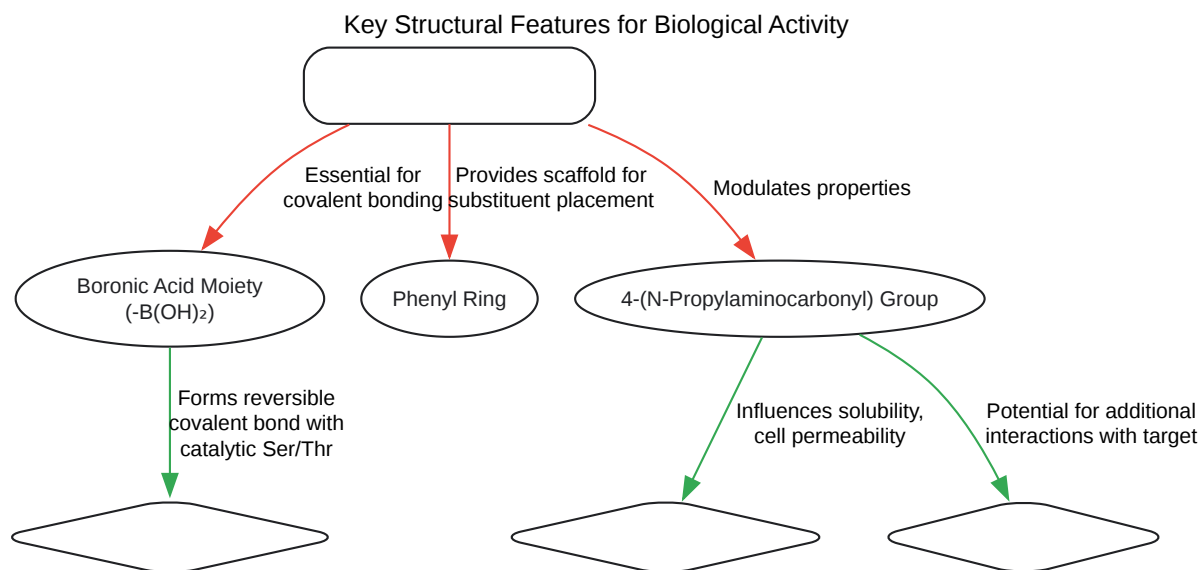 Key Structural Features for Biological Activity
Essential for
covalent bonding
Provides scaffold for
substituent placement
Modulates properties
Boronic Acid Moiety
(-B(OH)₂)
Phenyl Ring
4-(N-Propylaminocarbonyl) Group
Forms reversible
covalent bond with
catalytic Ser/Thr
Influences solubility,
cell permeability
Potential for additional
interactions with target